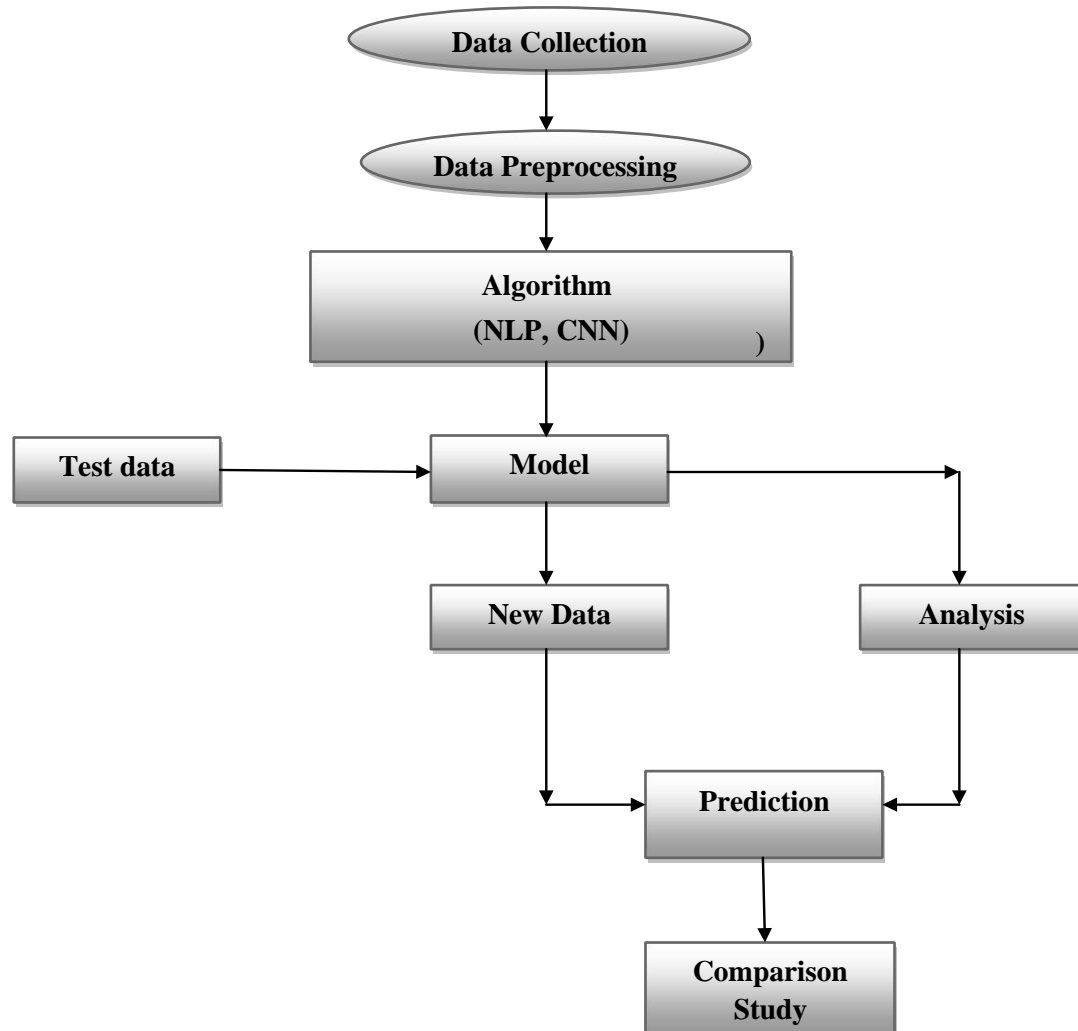 Data Collection
Data Preprocessing
Algorithm
(NLP, CNN)
)
Test data
Model
New Data
Analysis
Prediction
Comparison
Study